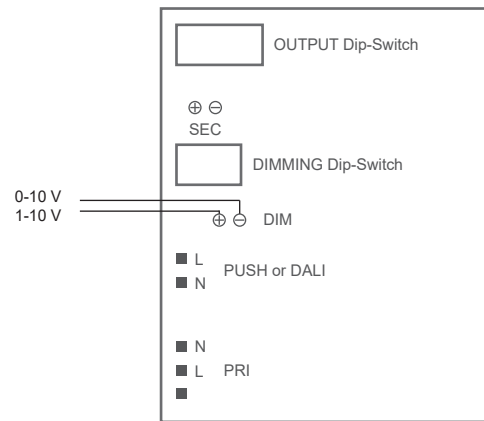 OUTPUT Dip-Switch
⊕ ⊖
SEC
DIMMING Dip-Switch
0-10 V
1-10 V
⊕ ⊖ DIM
L
PUSH or DALI
N
N
L PRI